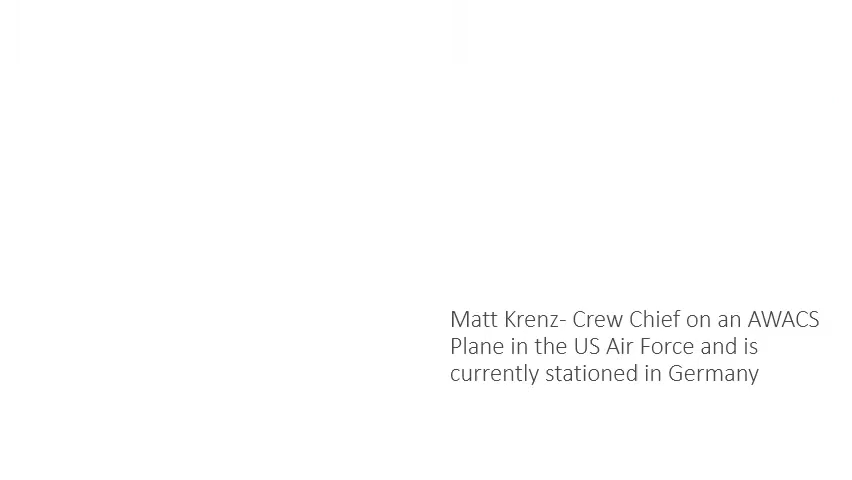 Matt Krenz- Crew Chief on an AWACS
Plane in the US Air Force and is
currently stationed in Germany